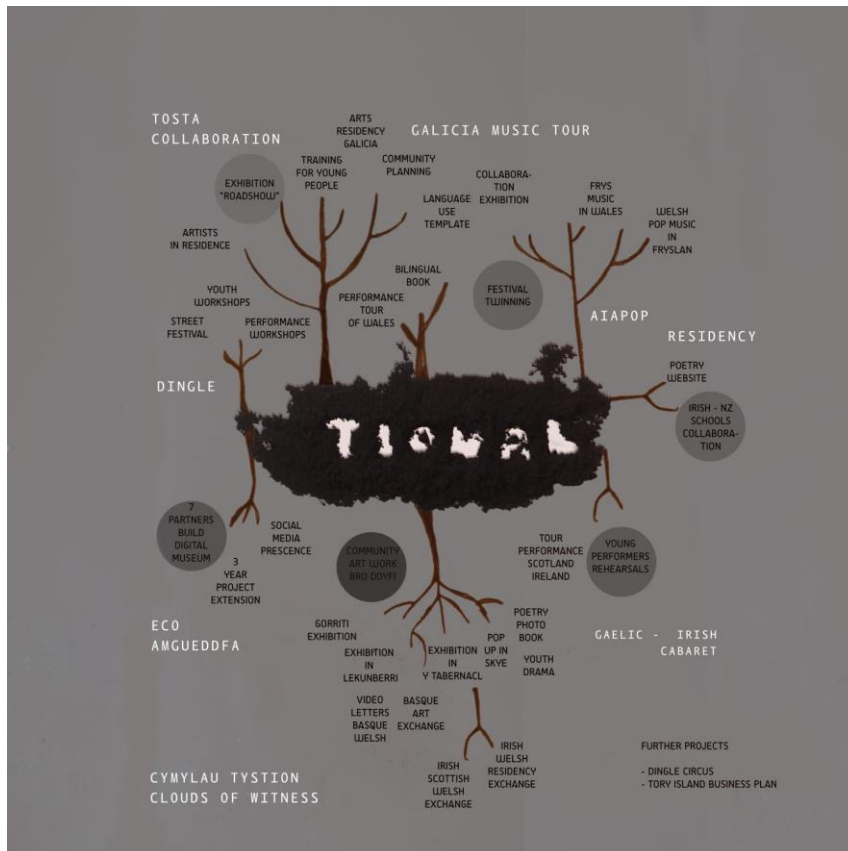 TOSTA
COLLABORATION
ARTS
RESIDENCY
GALICIA
GALICIA MUSIC TOUR
EXHIBITION
"ROADSHOW"
TRAINING
FOR YOUNG
PEOPLE
COMMUNITY
PLANNING
COLLABORA-
TION
EXHIBITION
FRYS
MUSIC
IN WALES
LANGUAGE
USE
TEMPLATE
WELSH
POP MUSIC
IN
FRYSLAN
ARTISTS
IN RESIDENCE
BILINGUAL
BOOK
YOUTH
WORKSHOPS
PERFORMANCE
TOUR
OF WALES
FESTIVAL
TWINNING
STREET
FESTIVAL
PERFORMANCE
WORKSHOPS
AIAPOP
RESIDENCY
DINGLE
POETRY
WEBSITE
IRISH - NZ
SCHOOLS
COLLABORA-
TION
TIONAL
7
PARTNERS
BUILD
DIGITAL
MUSEUM
SOCIAL
MEDIA
PRESCENCE
3
YEAR
PROJECT
EXTENSION
COMMUNITY
ART WORK
BRO DDYFI
TOUR
PERFORMANCE
SCOTLAND
IRELAND
YOUNG
PERFORMERS
REHEARSALS
ECO
AMGUEDDFA
GORRITI
EXHIBITION
EXHIBITION
IN
LEKUNBERRI
EXHIBITION
IN
Y TABERNACL
POP
UP IN
SKYE
POETRY
PHOTO
BOOK
YOUTH
DRAMA
GAELIC - IRISH
CABARET
VIDEO
LETTERS
BASQUE
WELSH
BASQUE
ART
EXCHANGE
IRISH
SCOTTISH
WELSH
EXCHANGE
IRISH
WELSH
RESIDENCY
EXCHANGE
CYMYLAU TYSTION
CLOUDS OF WITNESS
FURTHER PROJECTS
- DINGLE CIRCUS
- TORY ISLAND BUSINESS PLAN